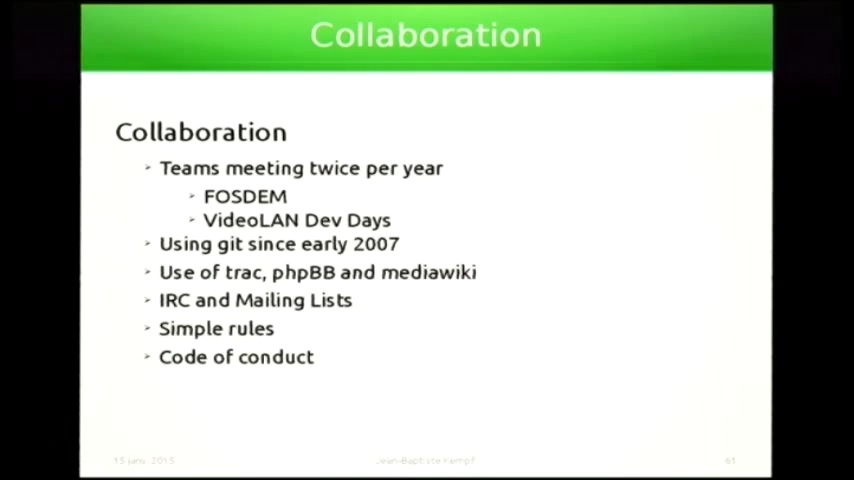 Collaboration
Collaboration
Teams meeting twice per year
FOSDEM
VideoLAN Dev Days
Using git since early 2007
Use of trac, phpBB and mediawiki
IRC and Mailing Lists
Simple rules
Code of conduct
15 janv. 2015 Jean-Baptiste Kempf 61